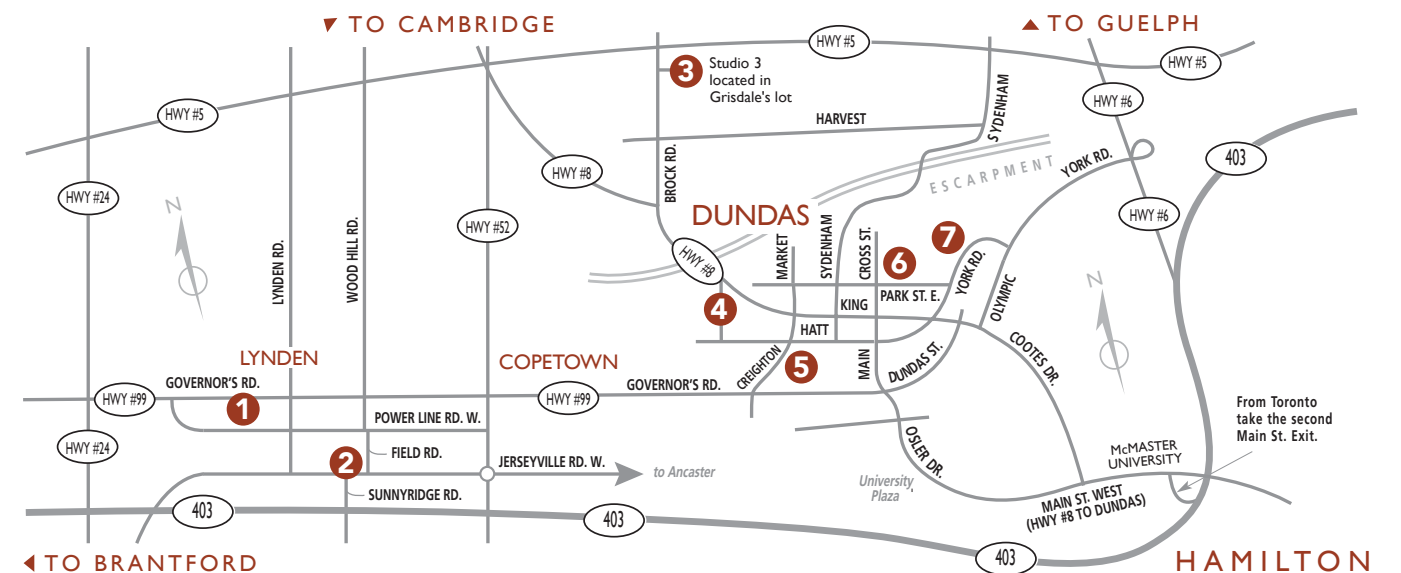 TO CAMBRIDGE
TO GUELPH
HWY #5
HWY #5
3
Studio 3
located in
Grisdale's lot
HWY #5
HWY #6
HARVEST
SYDENHAM
403
ESCARPMENT
YORK RD.
HWY #8
BROCK RD.
HWY #24
N
HWY #52
DUNDAS
HWY #6
LYNDEN RD.
WOOD HILL RD.
HWY #8
MARKET
SYDENHAM
CROSS ST.
7
6
YORK RD.
N
PARK ST. E.
OLYMPIC
4
KING
HATT
COOTES DR.
LYNDEN
COPETOWN
CREIGHTON
5
MAIN
DUNDAS ST.
GOVERNOR'S RD.
GOVERNOR'S RD.
HWY #99
1
HWY #99
POWER LINE RD. W.
From Toronto
take the second
Main St. Exit.
HWY #24
FIELD RD.
OSLER DR.
McMASTER
UNIVERSITY
2
JERSEYVILLE RD. W.
to Ancaster
University
Plaza
SUNNYRIDGE RD.
MAIN ST. WEST
(HWY #8 TO DUNDAS)
403
403
403
TO BRANTFORD
HAMILTON